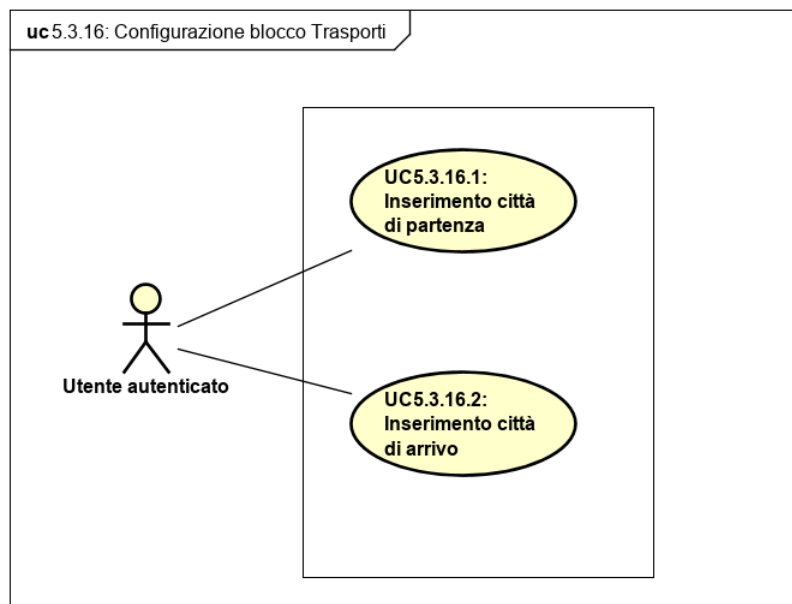 uc 5.3.16: Configurazione blocco Trasporti
UC5.3.16.1:
Inserimento città
di partenza
Utente autenticato
UC5.3.16.2:
Inserimento città
di arrivo